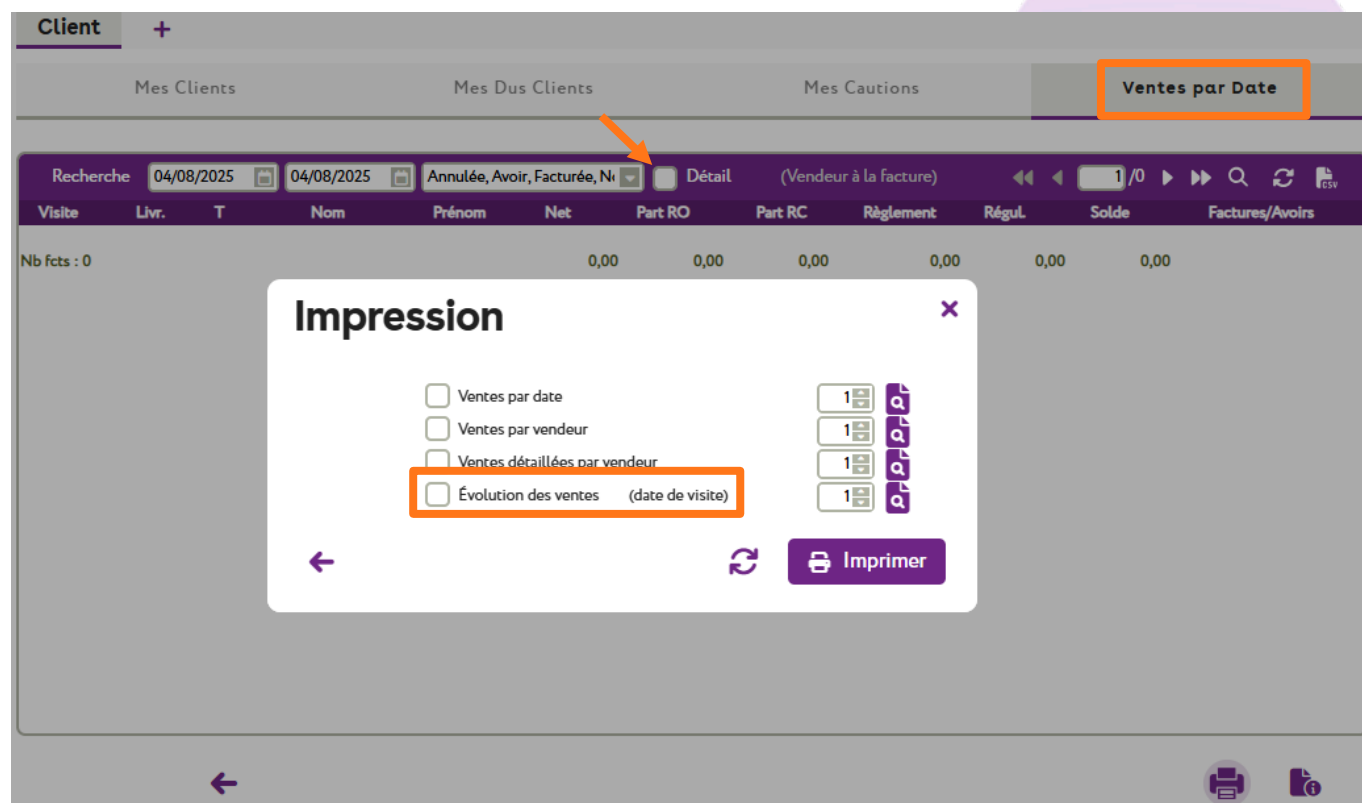 Client +
Mes Clients Mes Dus Clients Mes Cautions Ventes par Date
Recherche 04/08/2025 04/08/2025 Annulée, Avoir, Facturée, Détail (Vendeur à la facture) 1 /0 csv
Visite Livr. T Nom Prénom Net Part RO Part RC Règlement Régul. Solde Factures/Avoirs
Nb fcts : 0 0,00 0,00 0,00 0,00 0,00 0,00
Impression
Ventes par date 1
Ventes par vendeur 1
Ventes détaillées par vendeur 1
Évolution des ventes (date de visite) 1
Imprimer